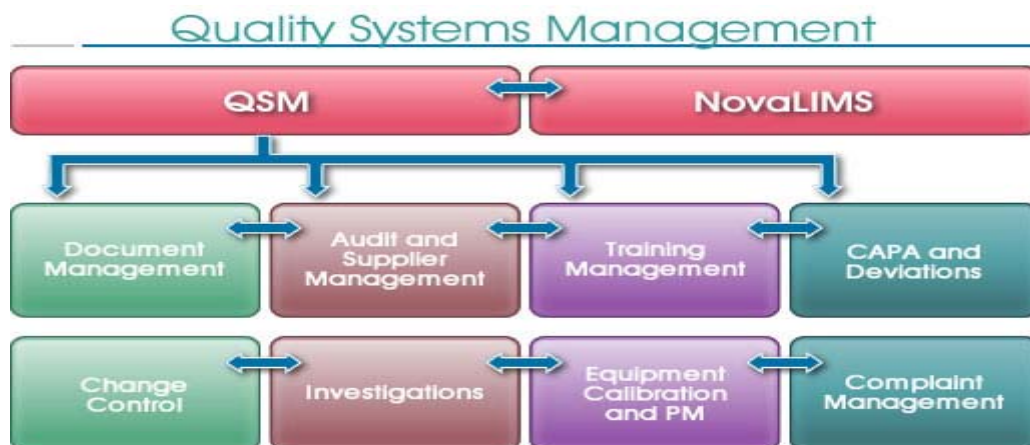 Quality Systems Management
QSM
NovaLIMS
Document
Management
Audit and
Supplier
Management
Training
Management
CAPA and
Deviations
Change
Control
Investigations
Equipment
Calibration
and PM
Complaint
Management